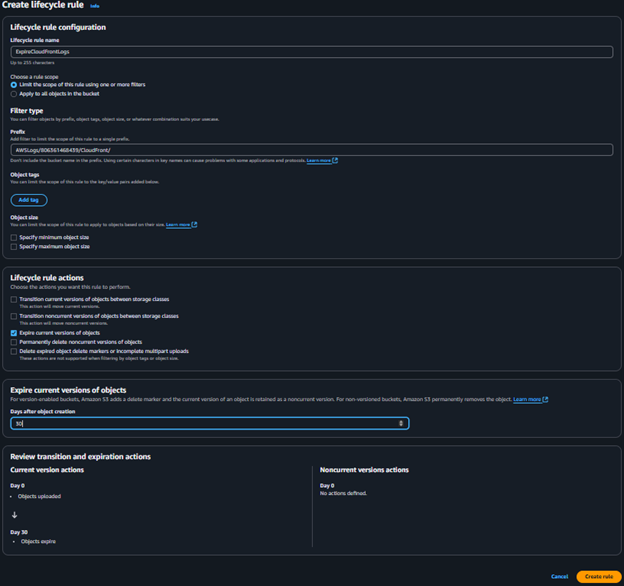 Create lifecycle rule Info
Lifecycle rule configuration
Lifecycle rule name
ExpireCloudFrontLogs
Up to 255 characters
Choose a rule scope
Limit the scope of this rule using one or more filters
Apply to all objects in the bucket
Filter type
You can filter objects by prefix, object tags, object size, or whatever combination suits your usecase.
Prefix
Add filter to limit the scope of this rule to a single prefix.
AWSLogs/806361468439/CloudFront/
Don't include the bucket name in the prefix. Using certain characters in key names can cause problems with some applications and protocols. Learn more
Object tags
You can limit the scope of this rule to the key/value pairs added below.
Add tag
Object size
You can limit the scope of this rule to apply to objects based on their size. Learn more
Specify minimum object size
Specify maximum object size
Lifecycle rule actions
Choose the actions you want this rule to perform.
Transition current versions of objects between storage classes
This action will move current versions.
Transition noncurrent versions of objects between storage classes
This action will move noncurrent versions.
Expire current versions of objects
Permanently delete noncurrent versions of objects
Delete expired object delete markers or incomplete multipart uploads
These actions are not supported when filtering by object tags or object size.
Expire current versions of objects
For version-enabled buckets, Amazon S3 adds a delete marker and the current version of an object is retained as a noncurrent version. For non-versioned buckets, Amazon S3 permanently removes the object. Learn more
Days after object creation
30
Review transition and expiration actions
Current version actions
Day 0
• Objects uploaded
↓
Day 30
• Objects expire
Noncurrent versions actions
Day 0
No actions defined.
Cancel
Create rule